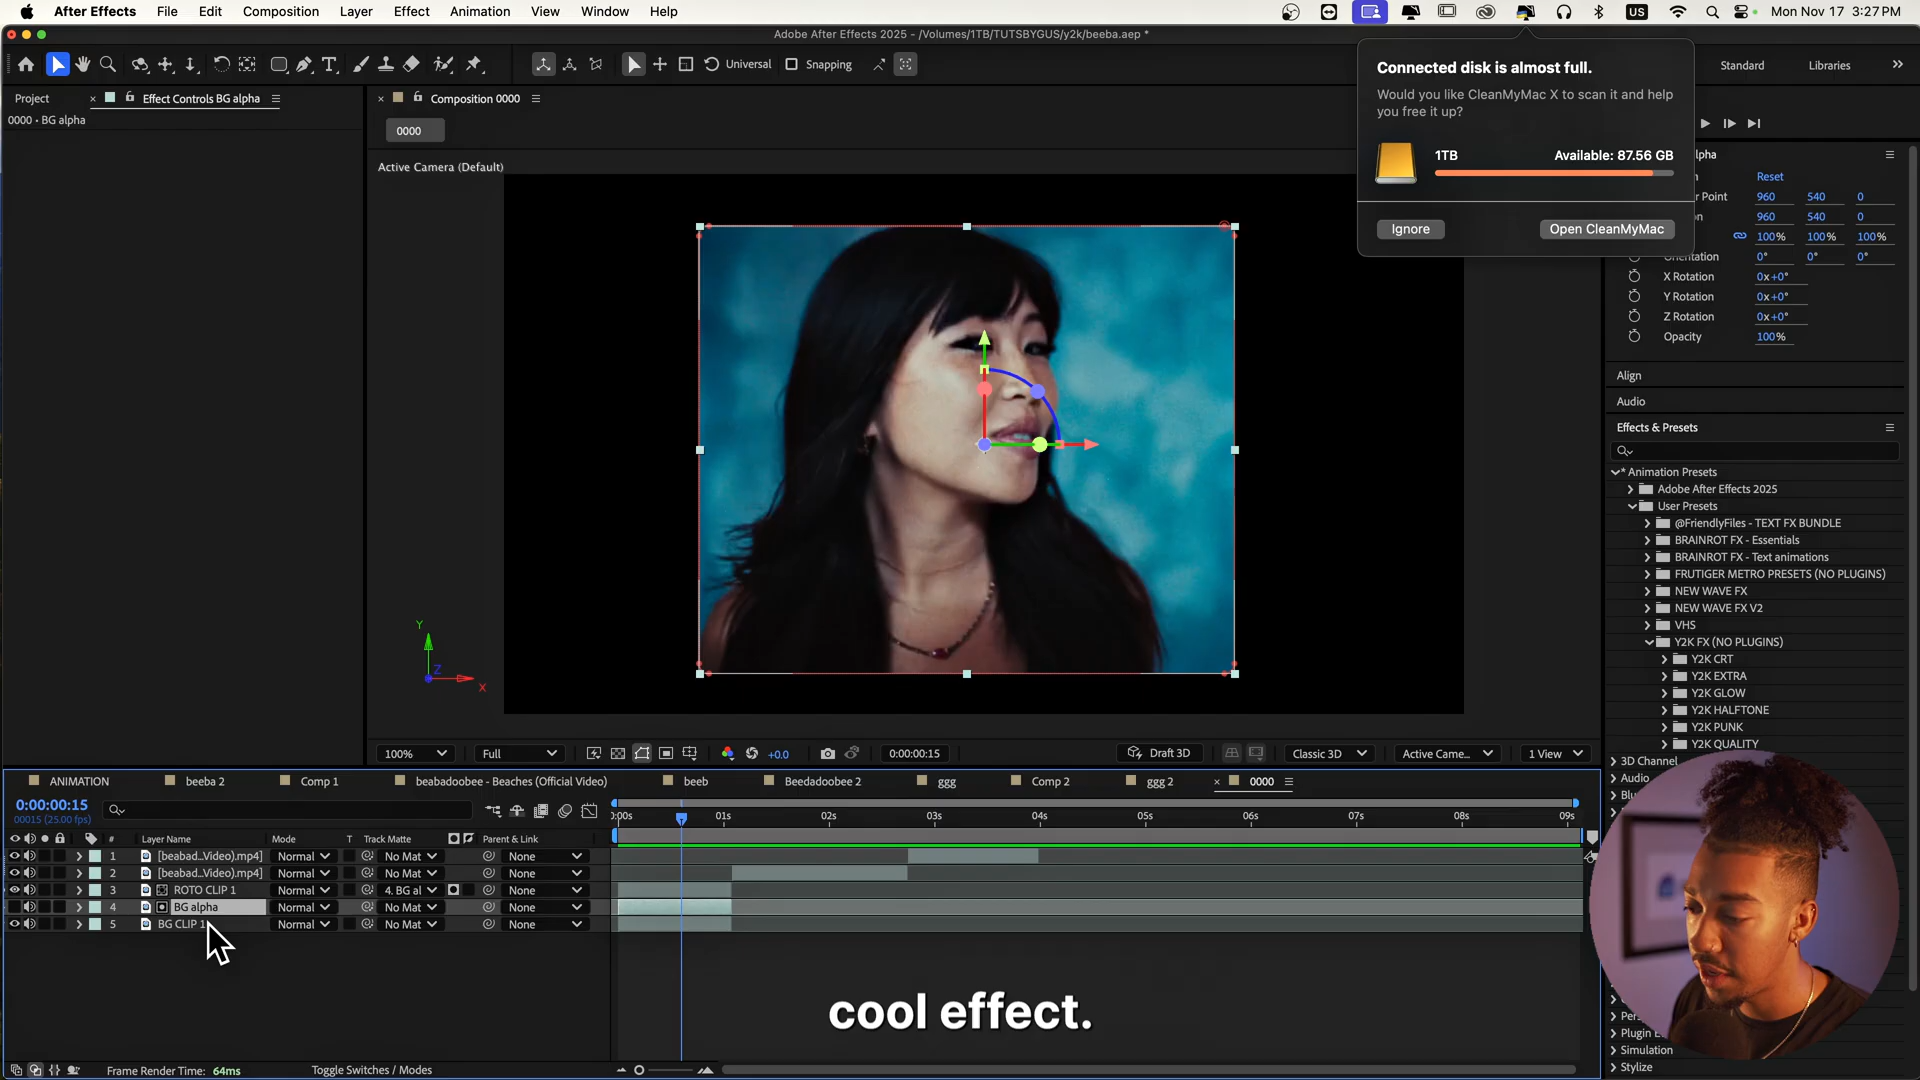 After Effects File Edit Composition Layer Effect Animation View Window Help US Mon Nov 17 3:27 PM
Adobe After Effects 2025 - /Volumes/1TB/TUTSBYGUS/y2k/beeba.aep *
Universal Snapping Standard Libraries
Project Effect Controls BG alpha Composition 0000
0000 • BG alpha
0000
Active Camera (Default)
Connected disk is almost full.
Would you like CleanMyMac X to scan it and help
you free it up?
1TB Available: 87.56 GB
Ignore Open CleanMyMac
Reset
960 540 0
960 540 0
100% 100% 100%
Orientation 0° 0° 0°
X Rotation 0x+0°
Y Rotation 0x+0°
Z Rotation 0x+0°
Opacity 100%
Align
Audio
Effects & Presets
* Animation Presets
Adobe After Effects 2025
User Presets
@FriendlyFiles - TEXT FX BUNDLE
BRAINROT FX - Essentials
BRAINROT FX - Text animations
FRUTIGER METRO PRESETS (NO PLUGINS)
NEW WAVE FX
NEW WAVE FX V2
VHS
Y2K FX (NO PLUGINS)
Y2K CRT
Y2K EXTRA
Y2K GLOW
Y2K HALFTONE
Y2K PUNK
Y2K QUALITY
3D Channel
Audio
Simulation
Stylize
Y
Z
X
100% Full +0.0 0:00:00:15 Draft 3D Classic 3D Active Came... 1 View
ANIMATION beeba 2 Comp 1 beabadoobee - Beaches (Official Video) beeb Beedadoobee 2 ggg Comp 2 ggg 2 0000
0:00:00:15
00015 (25.00 fps)
01s 02s 03s 04s 05s 06s 07s 08s 09s
# Layer Name Mode T Track Matte Parent & Link
1 [beabad...Video).mp4] Normal No Mat None
2 [beabad...Video).mp4] Normal No Mat None
3 ROTO CLIP 1 Normal 4. BG al None
4 BG alpha Normal No Mat None
5 BG CLIP 1 Normal No Mat None
cool effect.
Frame Render Time: 64ms Toggle Switches / Modes